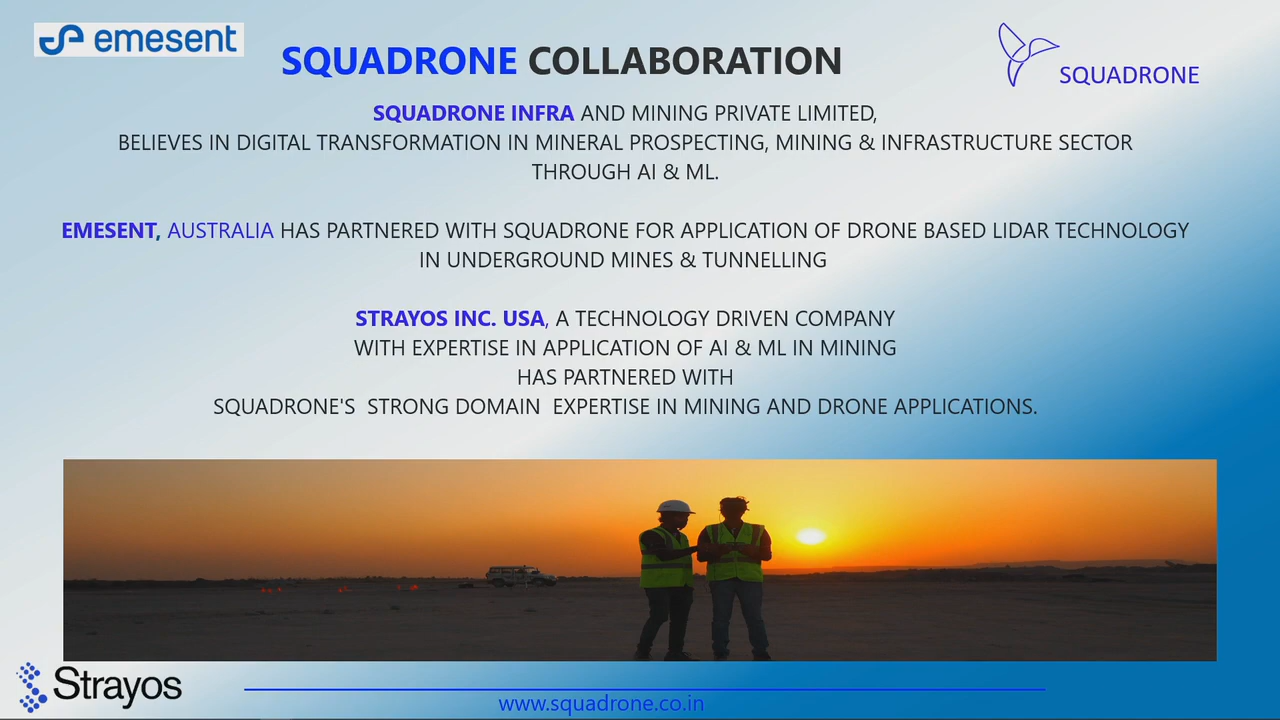 emesent
SQUADRONE COLLABORATION
SQUADRONE
SQUADRONE INFRA AND MINING PRIVATE LIMITED,
BELIEVES IN DIGITAL TRANSFORMATION IN MINERAL PROSPECTING, MINING & INFRASTRUCTURE SECTOR
THROUGH AI & ML.
EMESENT, AUSTRALIA HAS PARTNERED WITH SQUADRONE FOR APPLICATION OF DRONE BASED LIDAR TECHNOLOGY
IN UNDERGROUND MINES & TUNNELLING
STRAYOS INC. USA, A TECHNOLOGY DRIVEN COMPANY
WITH EXPERTISE IN APPLICATION OF AI & ML IN MINING
HAS PARTNERED WITH
SQUADRONE'S STRONG DOMAIN EXPERTISE IN MINING AND DRONE APPLICATIONS.
Strayos
www.squadrone.co.in